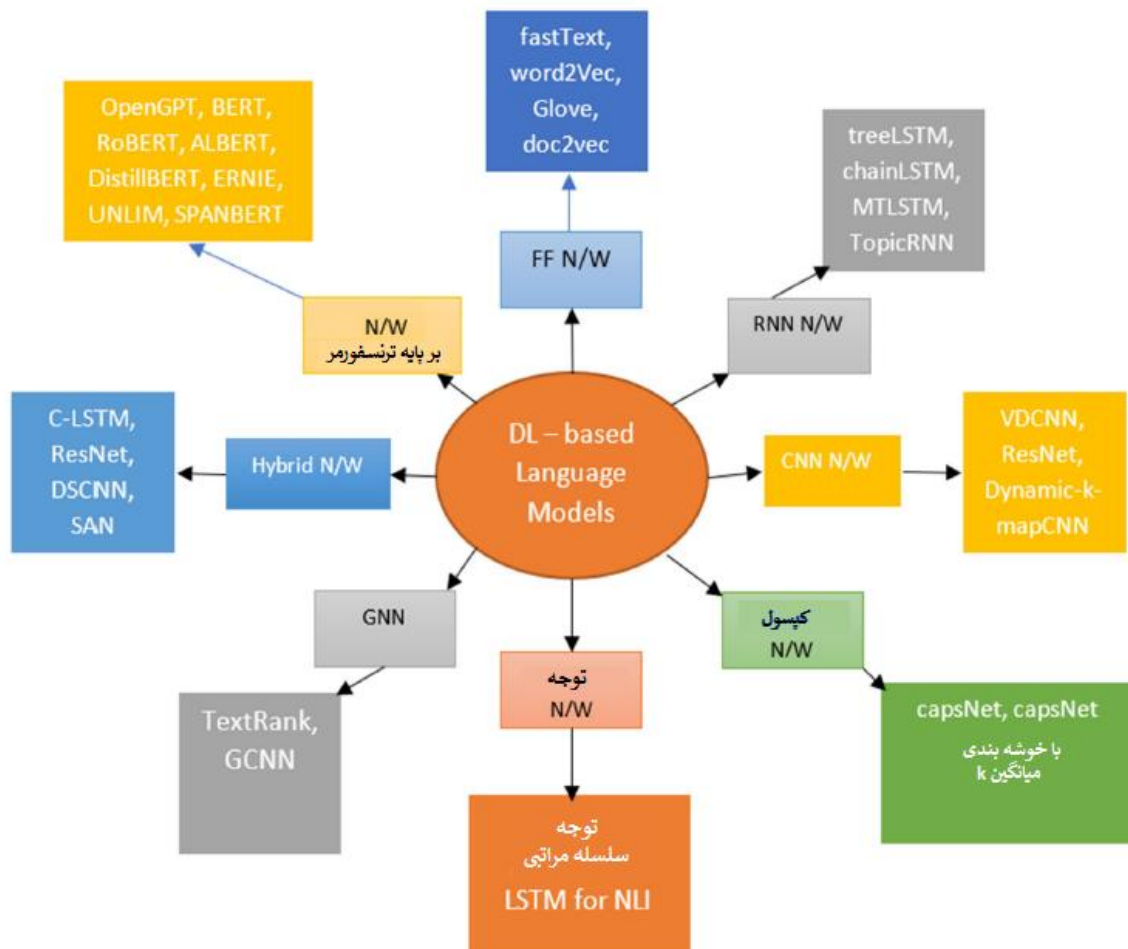 fastText,
word2Vec,
Glove,
doc2vec
OpenGPT, BERT,
RoBERT, ALBERT,
DistillBERT, ERNIE,
UNLIM, SPANBERT
treeLSTM,
chainLSTM,
MTLSTM,
TopicRNN
FF N/W
N/W
بر پایه ترنسفورمر
RNN N/W
C-LSTM,
ResNet,
DSCNN,
SAN
Hybrid N/W
DL – based
Language
Models
CNN N/W
VDCNN,
ResNet,
Dynamic-k-
mapCNN
GNN
توجه
N/W
کپسول
N/W
TextRank,
GCNN
توجه
سلسله مراتبی
LSTM for NLI
capsNet, capsNet
با خوشه بندی
میانگین k